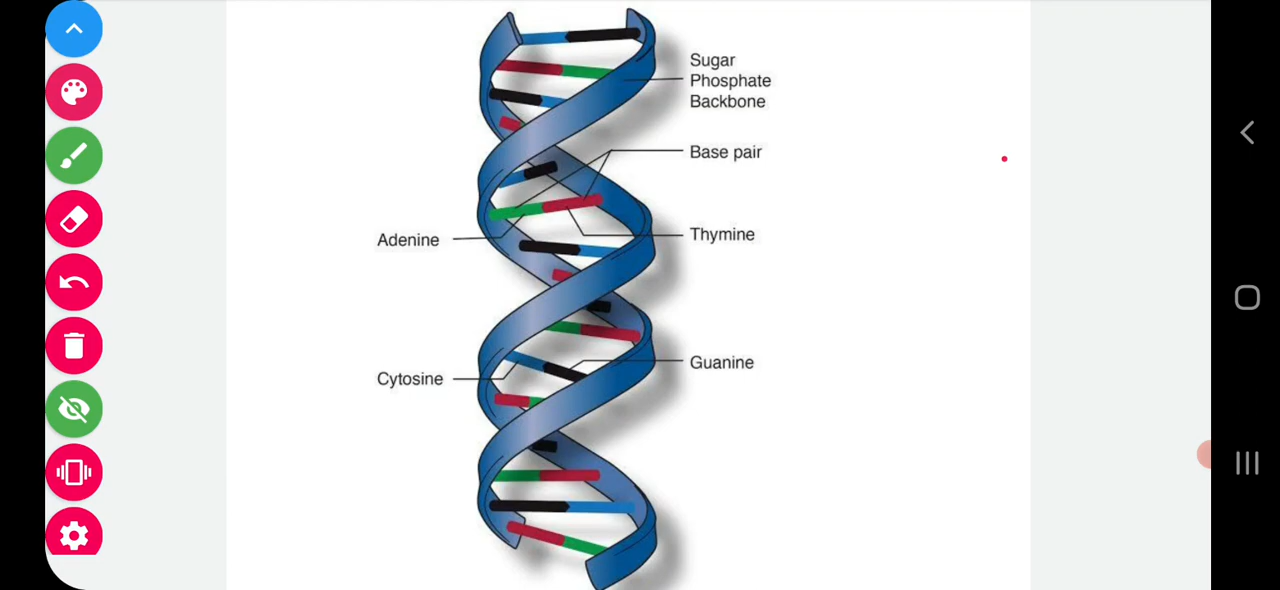 Sugar
Phosphate
Backbone
Base pair
Adenine
Thymine
Cytosine
Guanine